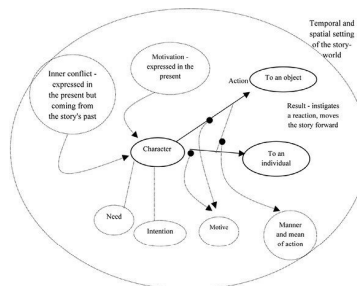 Temporal and
spatial setting
of the story-
world
Motivation -
expressed in the
present
Inner conflict -
expressed in
the present but
coming from
the story's past
Action
To an object
Result - instigates
a reaction, moves
the story forward
Character
To an
individual
Need
Intention
Motive
Manner
and mean
of action